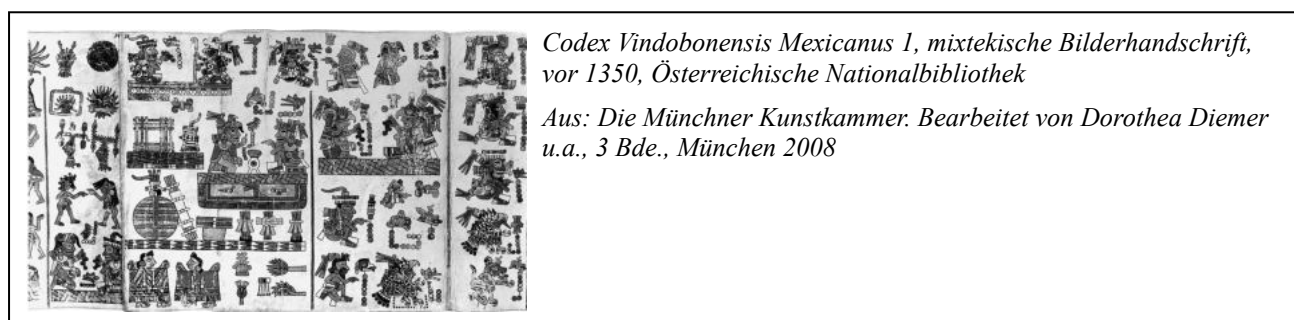 Codex Vindobonensis Mexicanus 1, mixtekische Bilderhandschrift,
vor 1350, Österreichische Nationalbibliothek
Aus: Die Münchner Kunstkammer. Bearbeitet von Dorothea Diemer
u.a., 3 Bde., München 2008